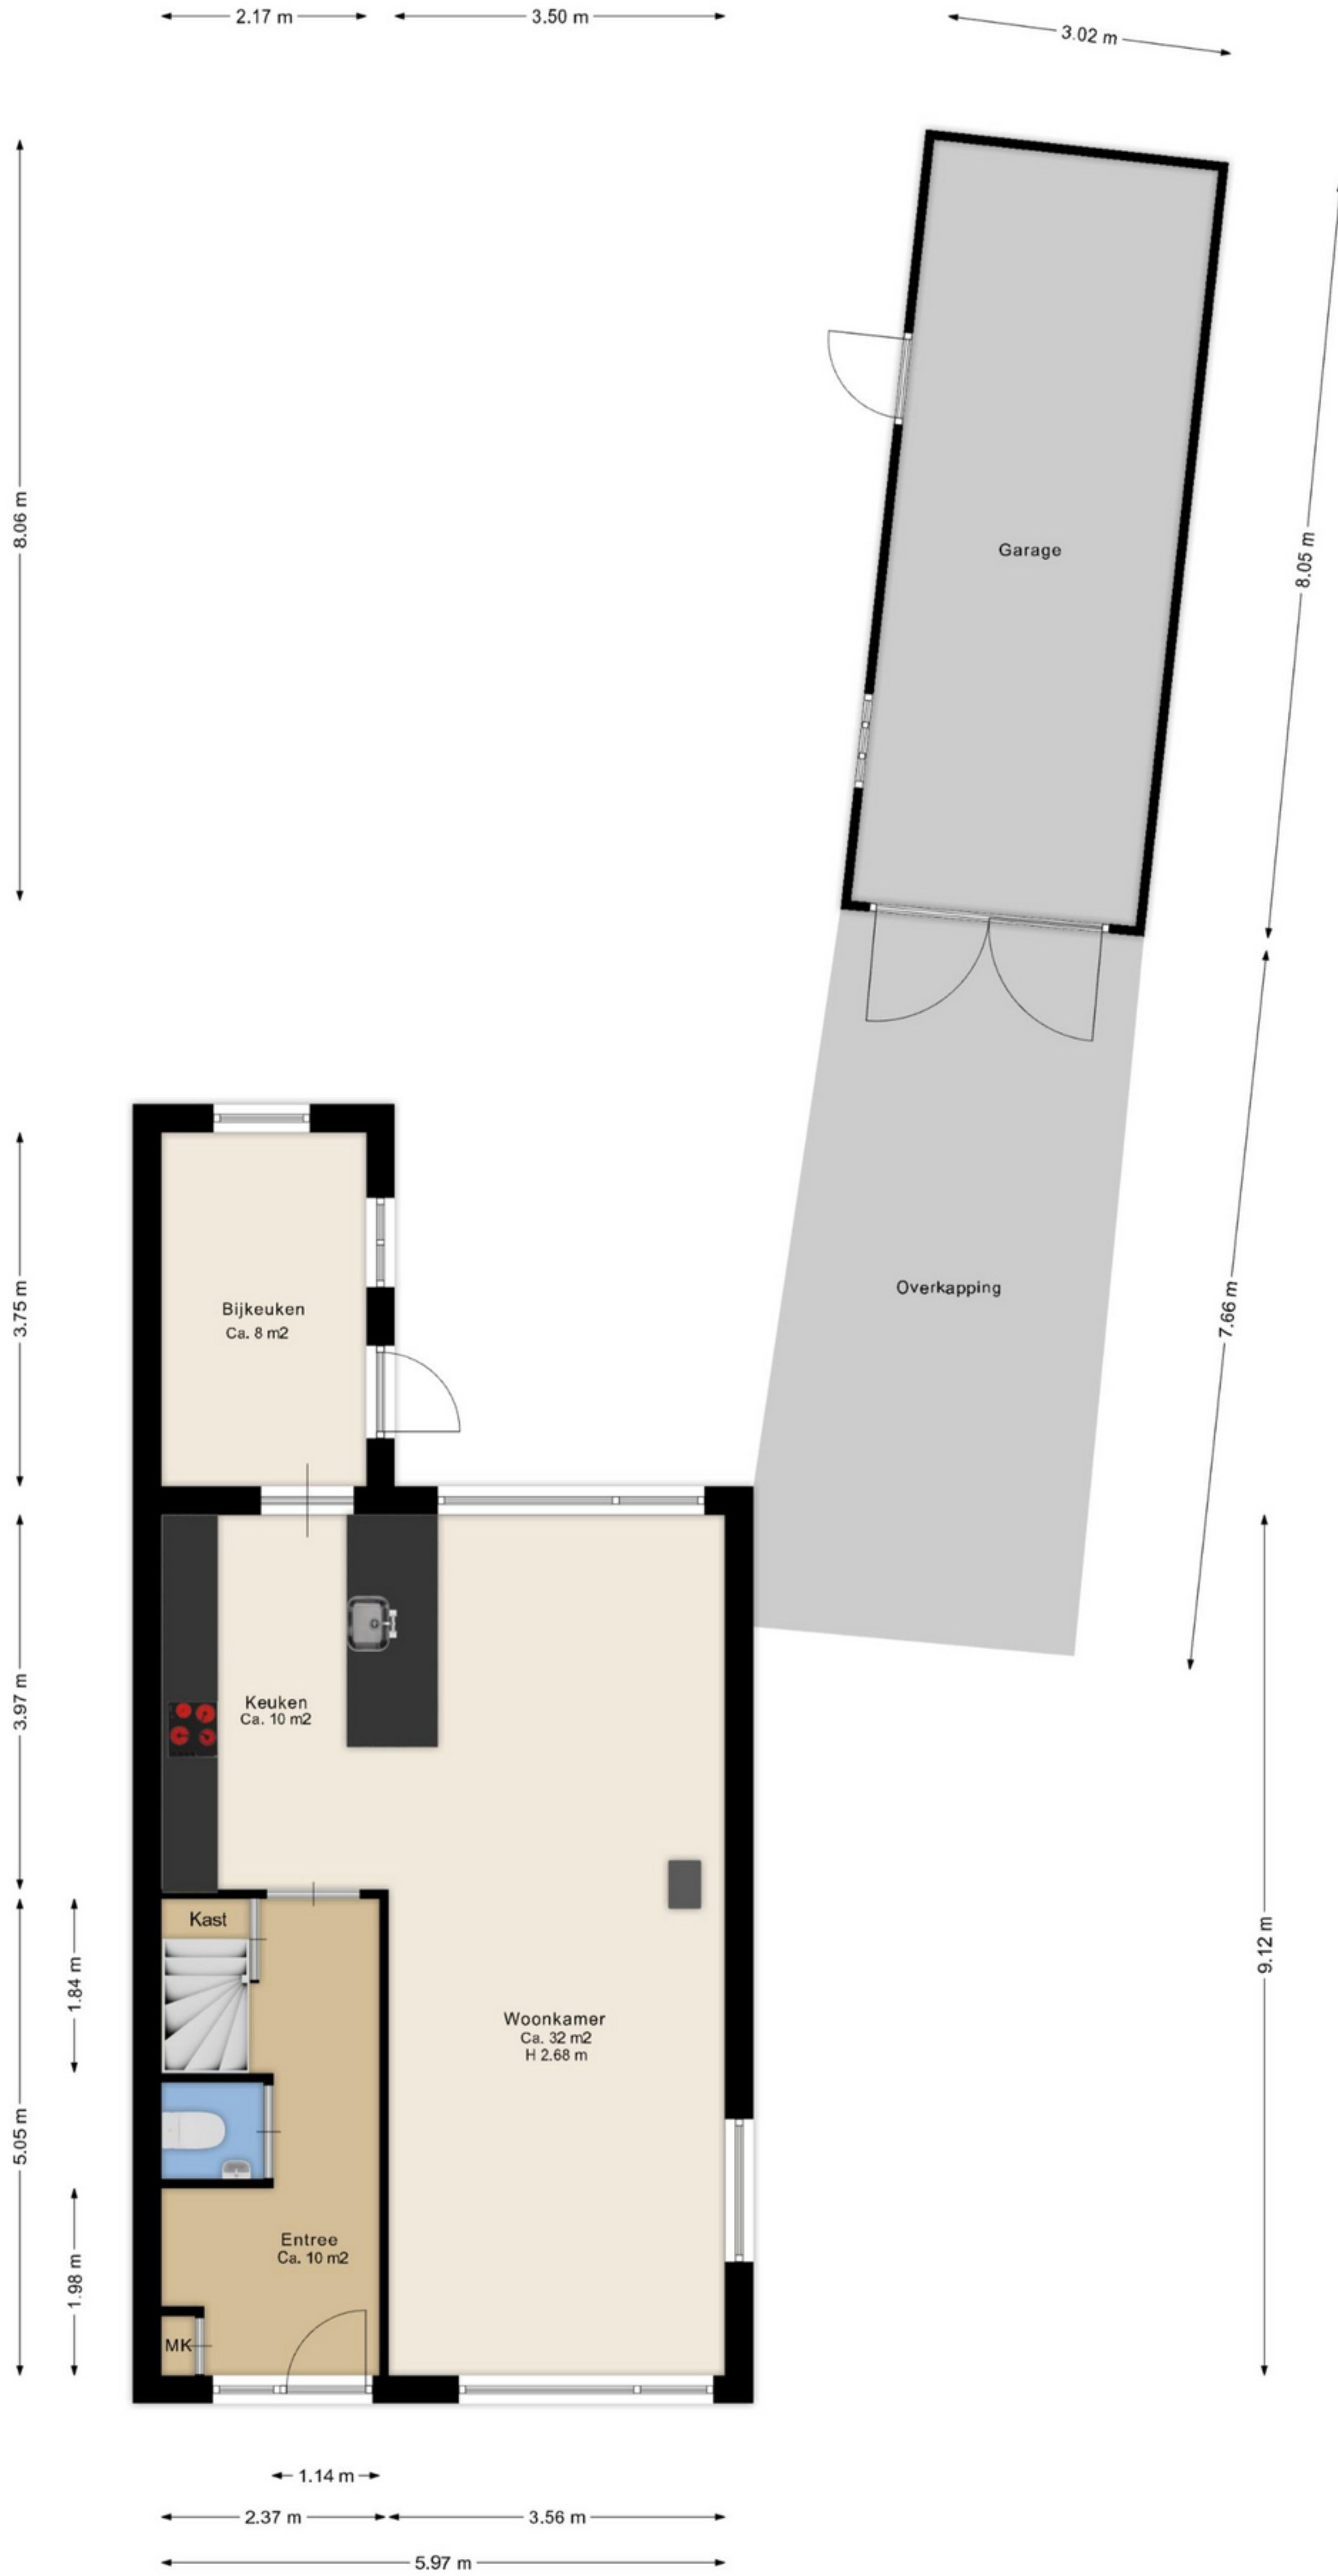 2.17 m
3.50 m
3.02 m
8.06 m
8.05 m
Garage
7.66 m
Overkapping
3.75 m
Bijkeuken
Ca. 8 m2
3.97 m
Keuken
Ca. 10 m2
9.12 m
Kast
1.84 m
Woonkamer
Ca. 32 m2
H 2.68 m
5.05 m
Entree
Ca. 10 m2
1.98 m
MK
1.14 m
2.37 m
3.56 m
5.97 m